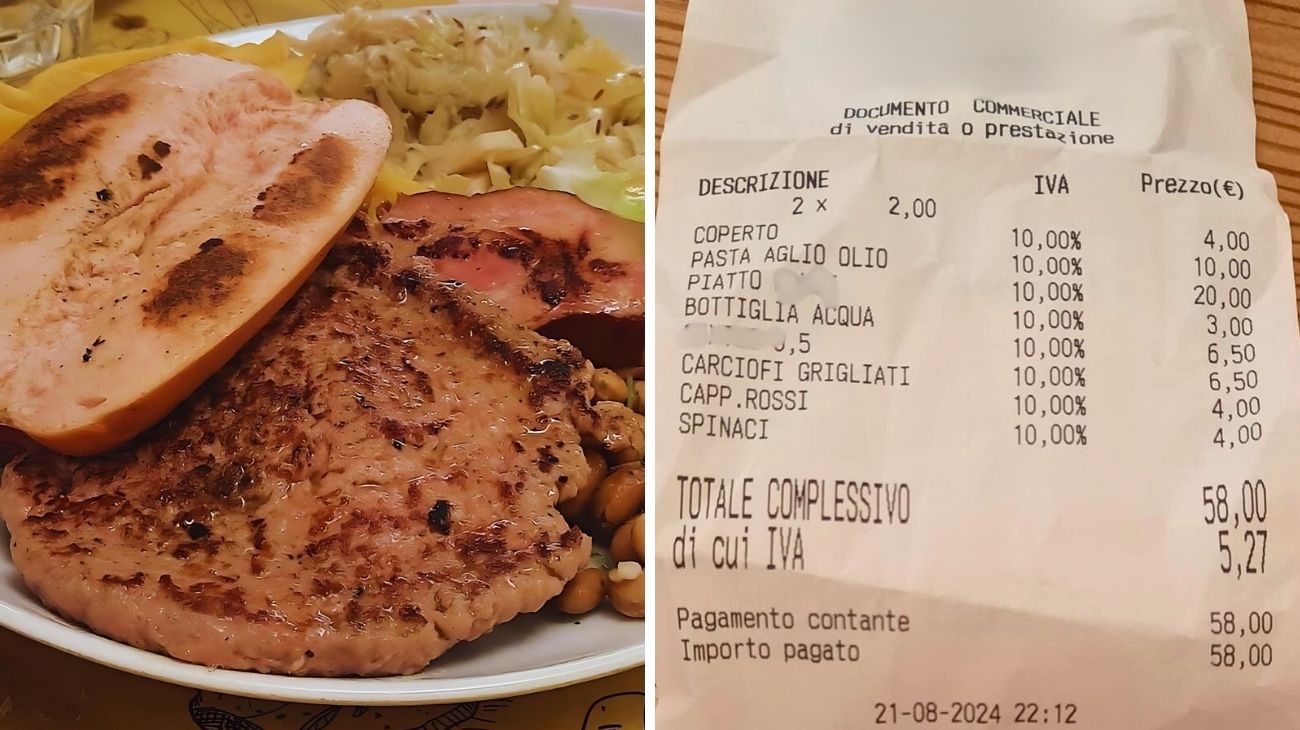 DOCUMENTO COMMERCIALE
di vendita o prestazione
DESCRIZIONE IVA Prezzo(€)
2 x 2,00
COPERTO 10,00% 4,00
PASTA AGLIO OLIO 10,00% 10,00
PIATTO 10,00% 20,00
BOTTIGLIA ACQUA 10,00% 3,00
0,5 10,00% 6,50
CARCIOFI GRIGLIATI 10,00% 6,50
CAPP.ROSSI 10,00% 4,00
SPINACI 10,00% 4,00
TOTALE COMPLESSIVO 58,00
di cui IVA 5,27
Pagamento contante 58,00
Importo pagato 58,00
21-08-2024 22:12